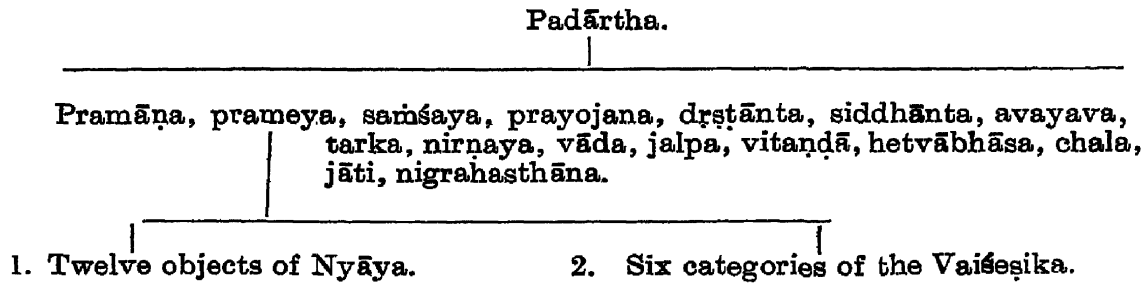 Padārtha.
Pramāṇa, prameya, saṁśaya, prayojana, dṛṣṭānta, siddhānta, avayava,
tarka, nirṇaya, vāda, jalpa, vitaṇḍā, hetvābhāsa, chala,
jāti, nigrahasthāna.
1. Twelve objects of Nyāya. 2. Six categories of the Vaiśeṣika.